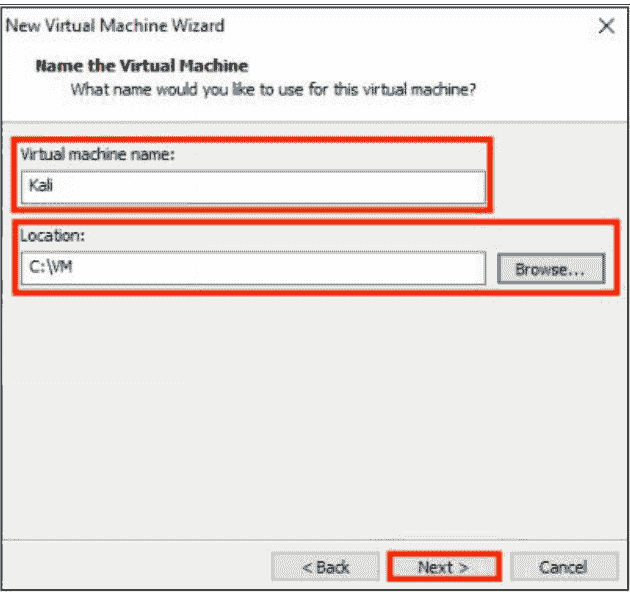 New Virtual Machine Wizard
Name the Virtual Machine
What name would you like to use for this virtual machine?
Virtual machine name:
Kali
Location:
C:\VM
Browse...
< Back
Next >
Cancel